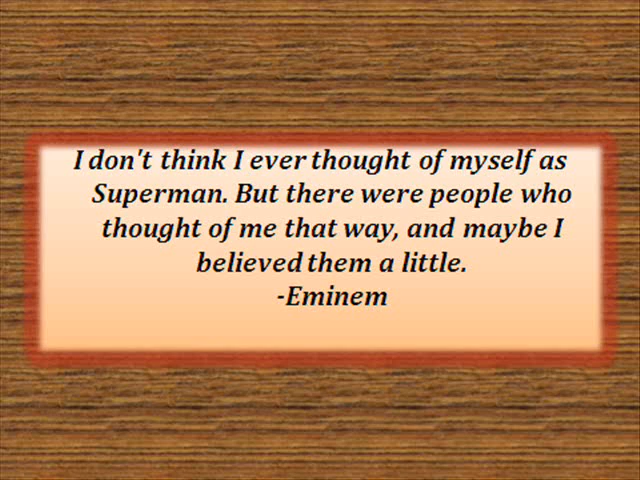 I don't think I ever thought of myself as
Superman. But there were people who
thought of me that way, and maybe I
believed them a little.
-Eminem